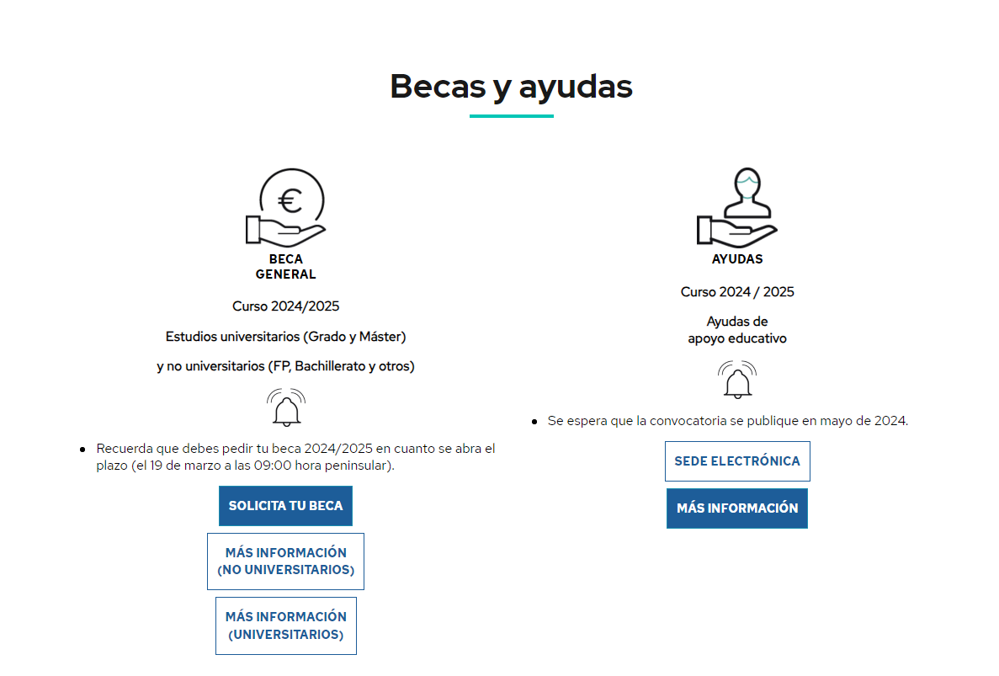 Becas y ayudas
€
BECA
GENERAL
Curso 2024/2025
Estudios universitarios (Grado y Máster)
y no universitarios (FP, Bachillerato y otros)
• Recuerda que debes pedir tu beca 2024/2025 en cuanto se abra el
plazo (el 19 de marzo a las 09:00 hora peninsular).
SOLICITA TU BECA
MÁS INFORMACIÓN
(NO UNIVERSITARIOS)
MÁS INFORMACIÓN
(UNIVERSITARIOS)
AYUDAS
Curso 2024 / 2025
Ayudas de
apoyo educativo
• Se espera que la convocatoria se publique en mayo de 2024.
SEDE ELECTRÓNICA
MÁS INFORMACIÓN